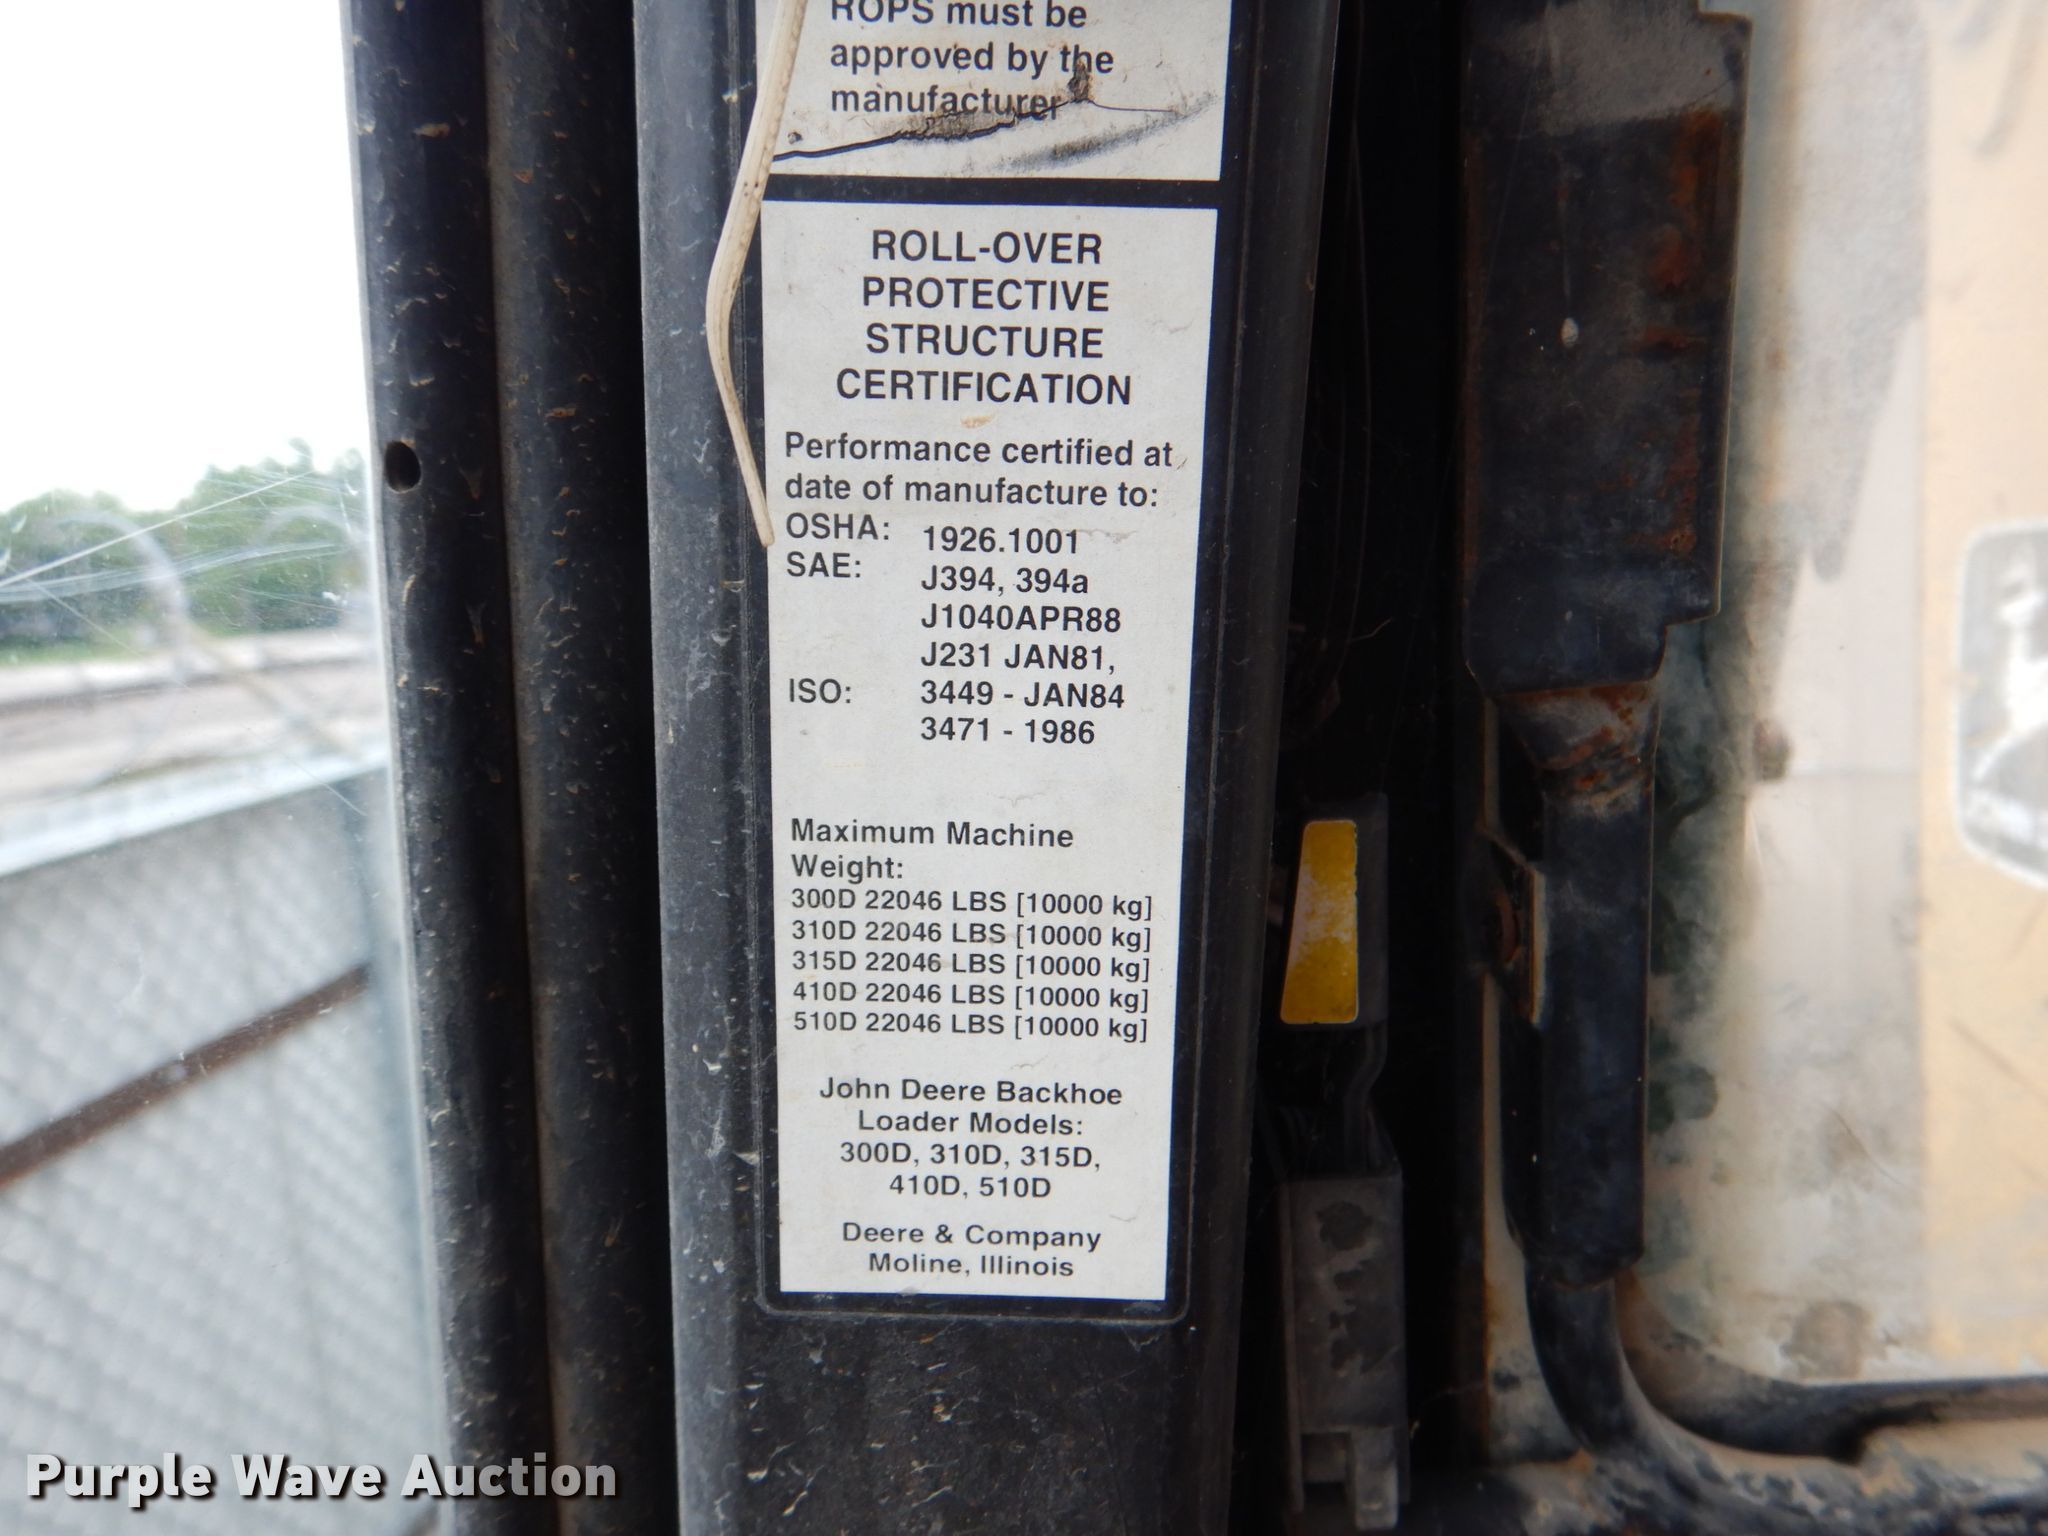 ROPS must be
approved by the
manufacturer
ROLL-OVER
PROTECTIVE
STRUCTURE
CERTIFICATION
Performance certified at
date of manufacture to:
OSHA: 1926.1001
SAE: J394, 394a
J1040APR88
J231 JAN81,
ISO: 3449 - JAN84
3471 - 1986
Maximum Machine
Weight:
300D 22046 LBS [10000 kg]
310D 22046 LBS [10000 kg]
315D 22046 LBS [10000 kg]
410D 22046 LBS [10000 kg]
510D 22046 LBS [10000 kg]
John Deere Backhoe
Loader Models:
300D, 310D, 315D,
410D, 510D
Deere & Company
Moline, Illinois
Purple Wave Auction